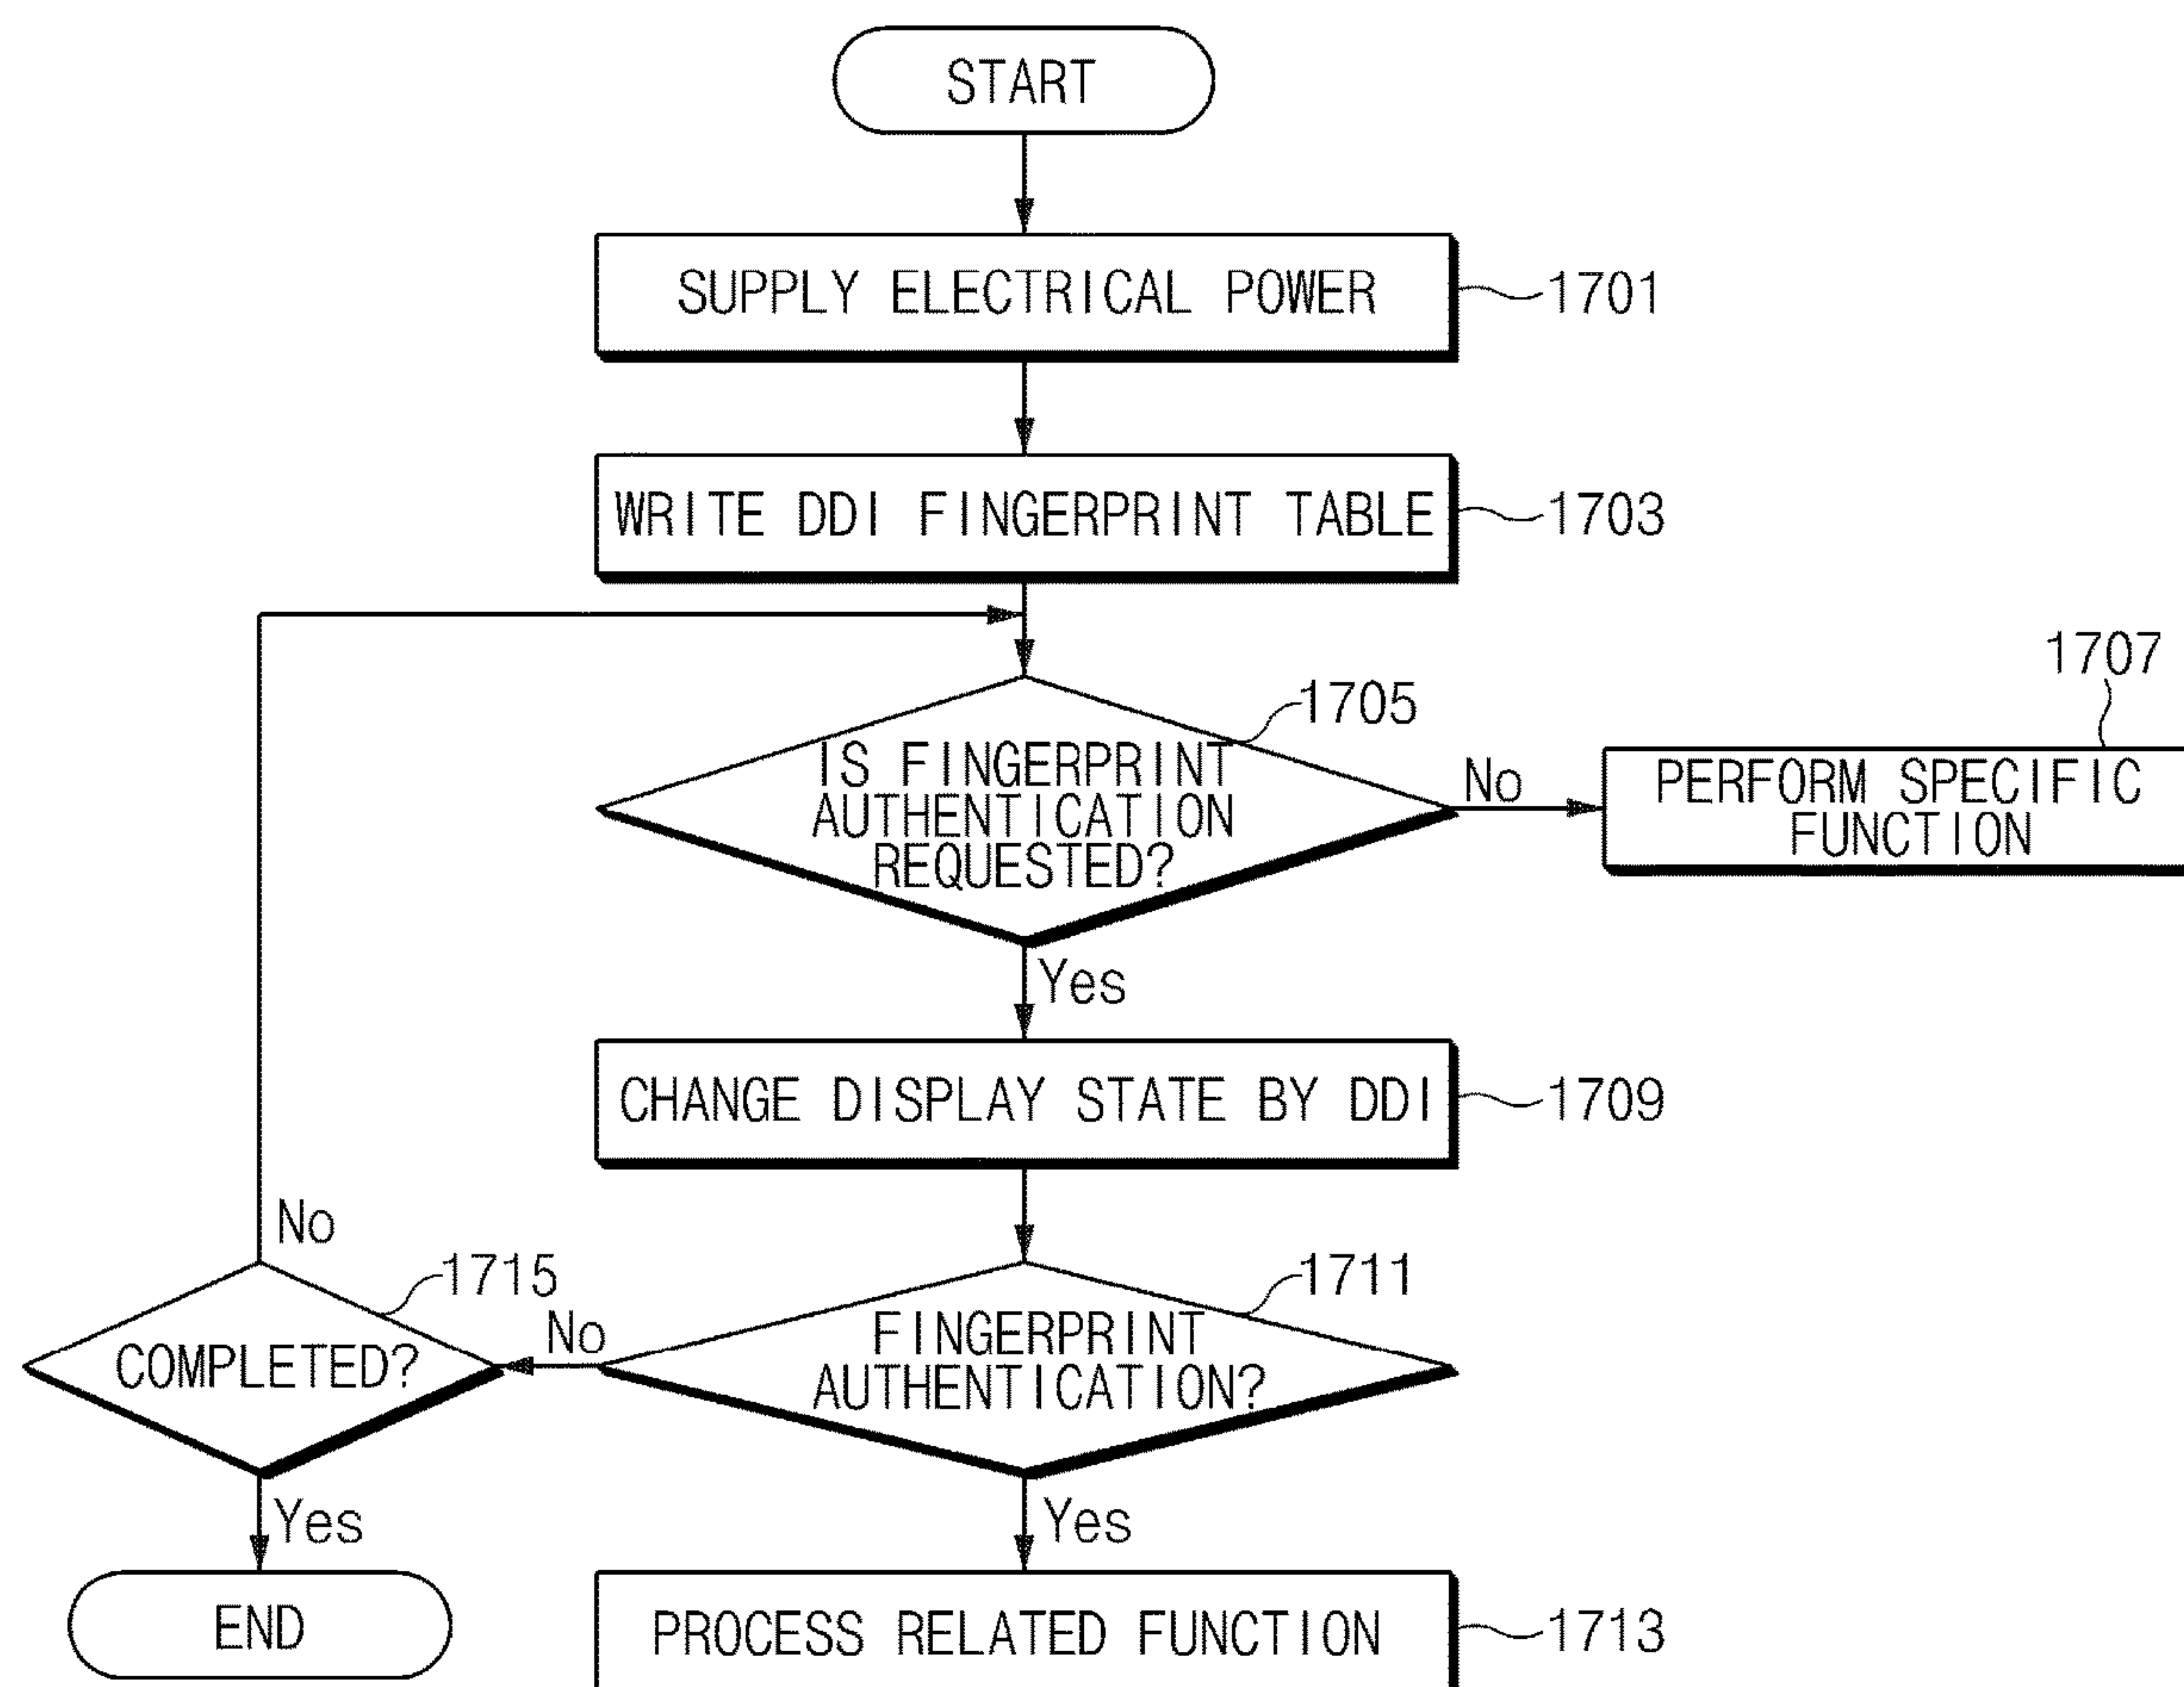 START
SUPPLY ELECTRICAL POWER
1701
WRITE DDI FINGERPRINT TABLE
1703
1705
IS FINGERPRINT
AUTHENTICATION
REQUESTED?
No
1707
PERFORM SPECIFIC
FUNCTION
Yes
CHANGE DISPLAY STATE BY DDI
1709
No
1715
COMPLETED?
No
1711
FINGERPRINT
AUTHENTICATION?
Yes
Yes
END
PROCESS RELATED FUNCTION
1713